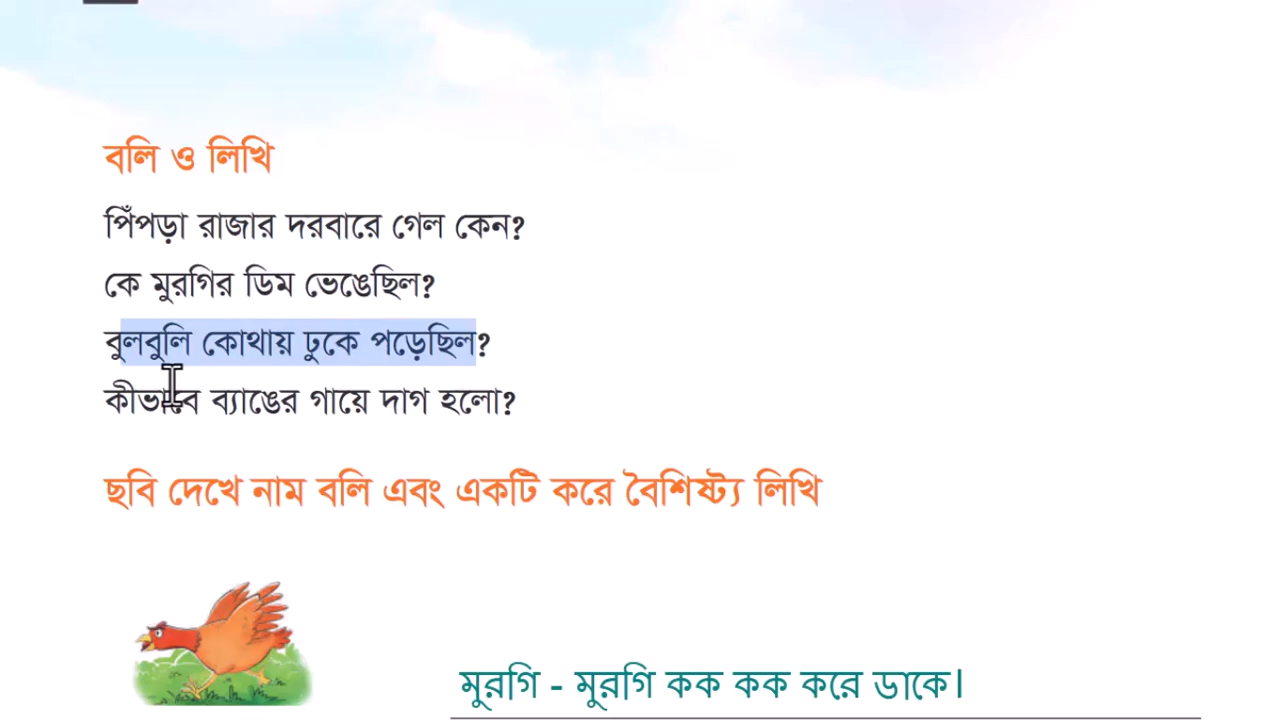 বলি ও লিখি
পিঁপড়া রাজার দরবারে গেল কেন?
কে মুরগির ডিম ভেঙেছিল?
বুলবুলি কোথায় ঢুকে পড়েছিল?
কীভাবে ব্যাঙের গায়ে দাগ হলো?
ছবি দেখে নাম বলি এবং একটি করে বৈশিষ্ট্য লিখি
মুরগি - মুরগি কক কক করে ডাকে।